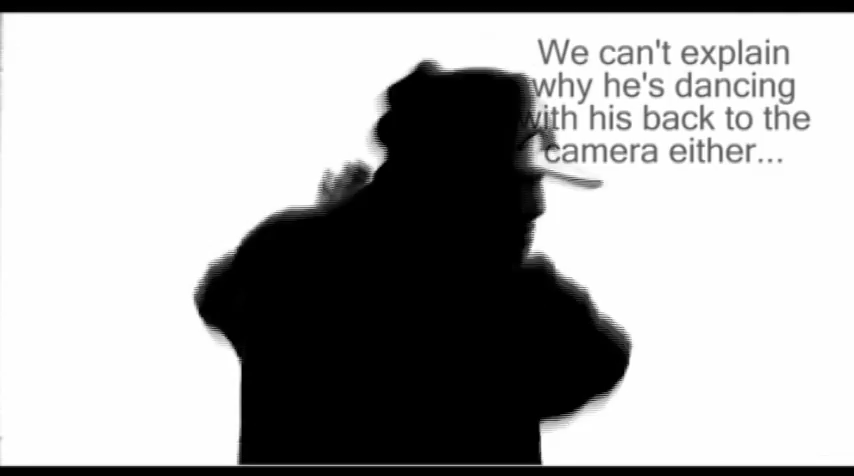 We can't explain
why he's dancing
with his back to the
camera either...